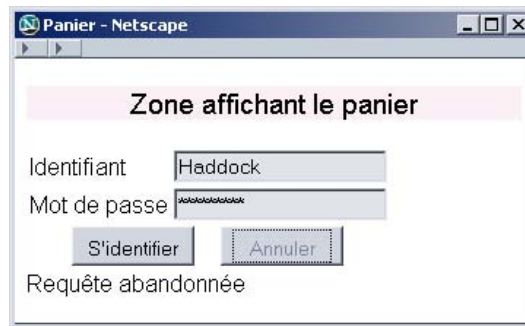 Panier - Netscape
Zone affichant le panier
Identifiant Haddock
Mot de passe **********
S'identifier Annuler
Requête abandonnée